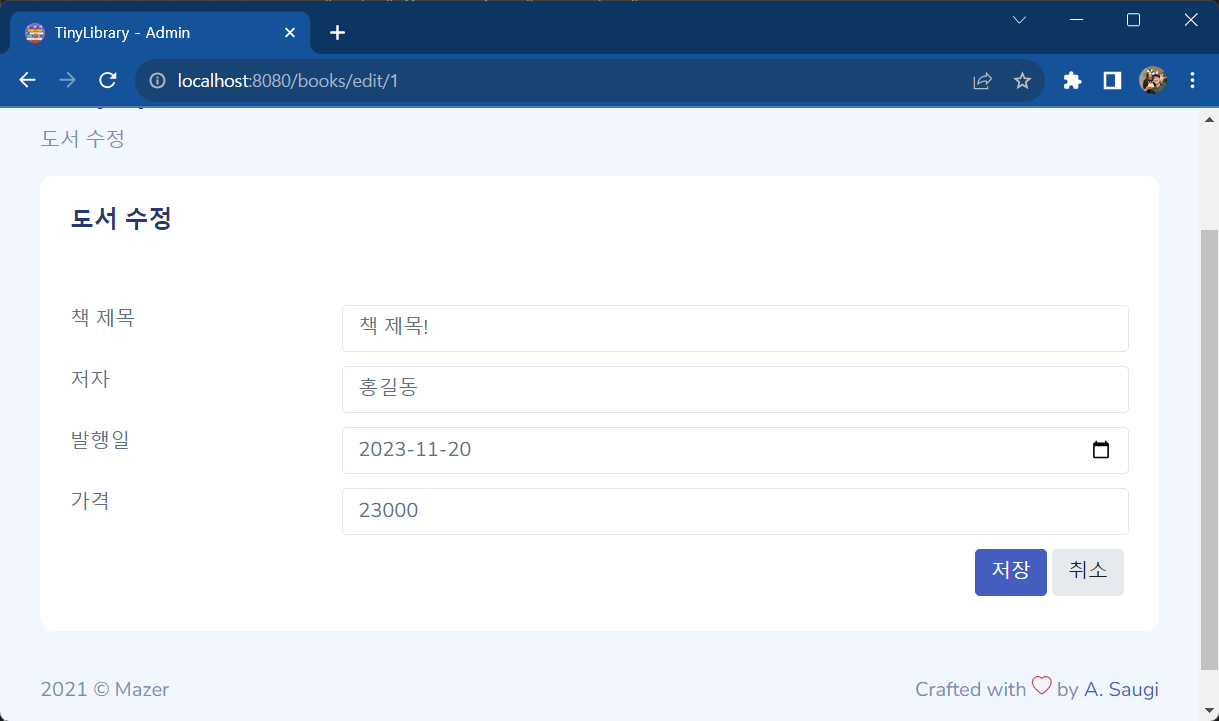 TinyLibrary - Admin
localhost:8080/books/edit/1
도서 수정
도서 수정
책 제목
책 제목!
저자
홍길동
발행일
2023-11-20
가격
23000
저장 취소
2021 © Mazer
Crafted with ♡ by A. Saugi